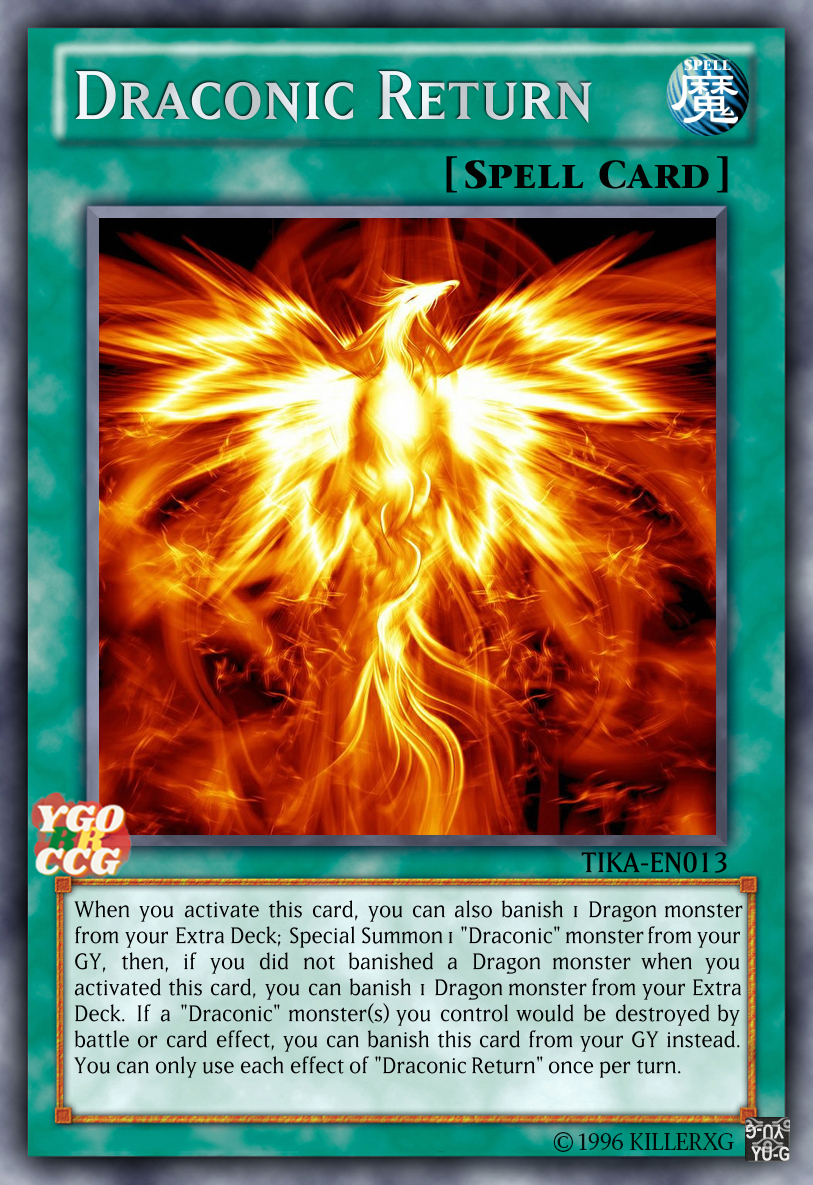 Draconic Return
SPELL
魔
[Spell Card]
YGO
BR
CCG
TIKA-EN013
When you activate this card, you can also banish 1 Dragon monster
from your Extra Deck; Special Summon 1 "Draconic" monster from your
GY, then, if you did not banished a Dragon monster when you
activated this card, you can banish 1 Dragon monster from your Extra
Deck. If a "Draconic" monster(s) you control would be destroyed by
battle or card effect, you can banish this card from your GY instead.
You can only use each effect of "Draconic Return" once per turn.
© 1996 KILLERXG
YU-G